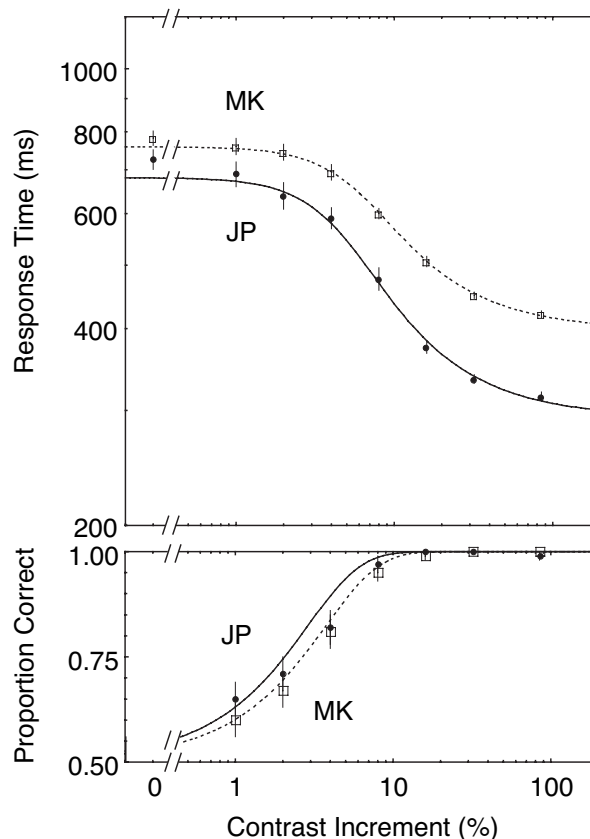 Response Time (ms)
1000
800
600
400
200
MK
JP
Proportion Correct
1.00
0.75
0.50
JP
MK
0 1 10 100
Contrast Increment (%)